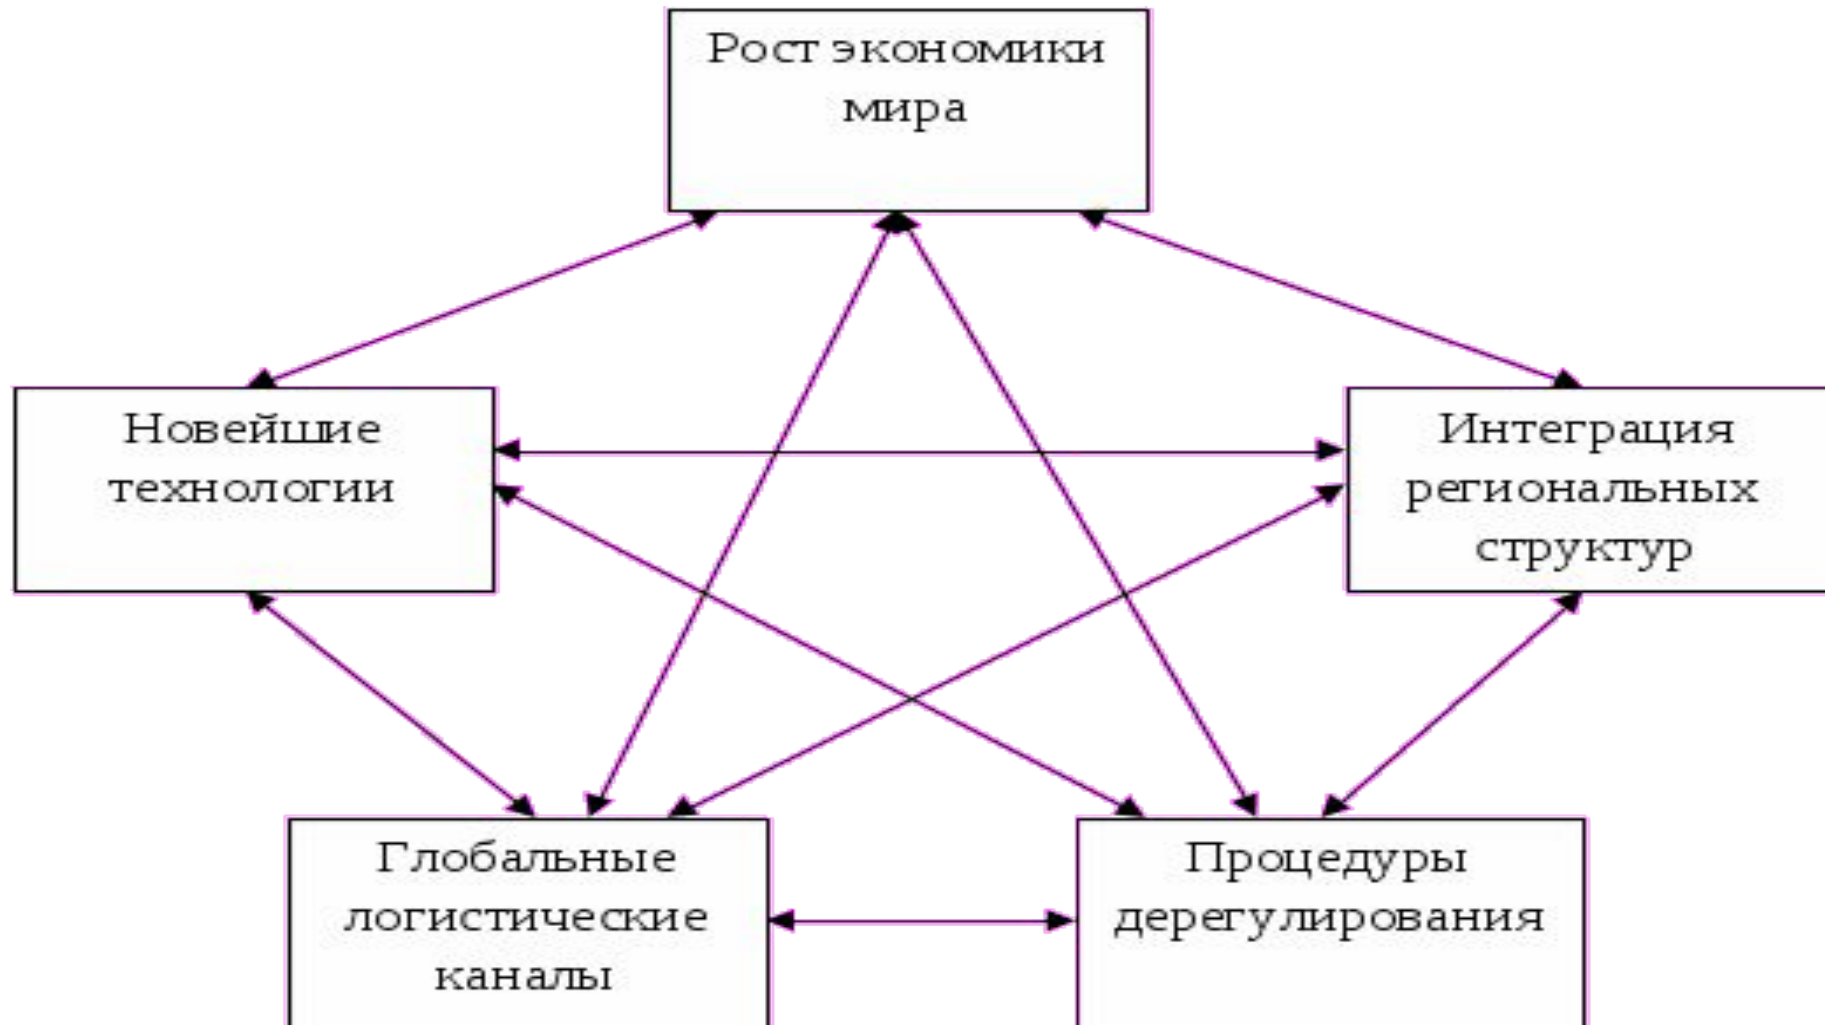 Рост экономики
мира
Новейшие
технологии
Интеграция
региональных
структур
Глобальные
логистические
каналы
Процедуры
дерегулирования